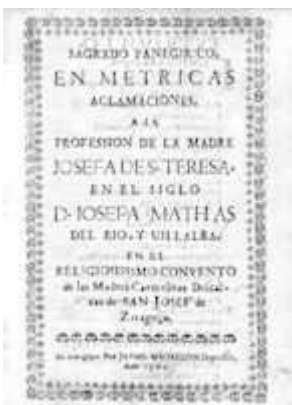 SAGRADO PANEGIRICO,
EN METRICAS
ACLAMACIONES,
A LA
PROFESSION DE LA MADRE
JOSEFA DE S. TERESA,
EN EL SIGLO
D. IOSEFA MATHIAS
DEL RIO, Y VILLALBA,
EN EL
RELIGIOSISSIMO CONVENTO
de las Madres Carmelitas Descal-
zas de SAN JOSEF de
Zaragoça.